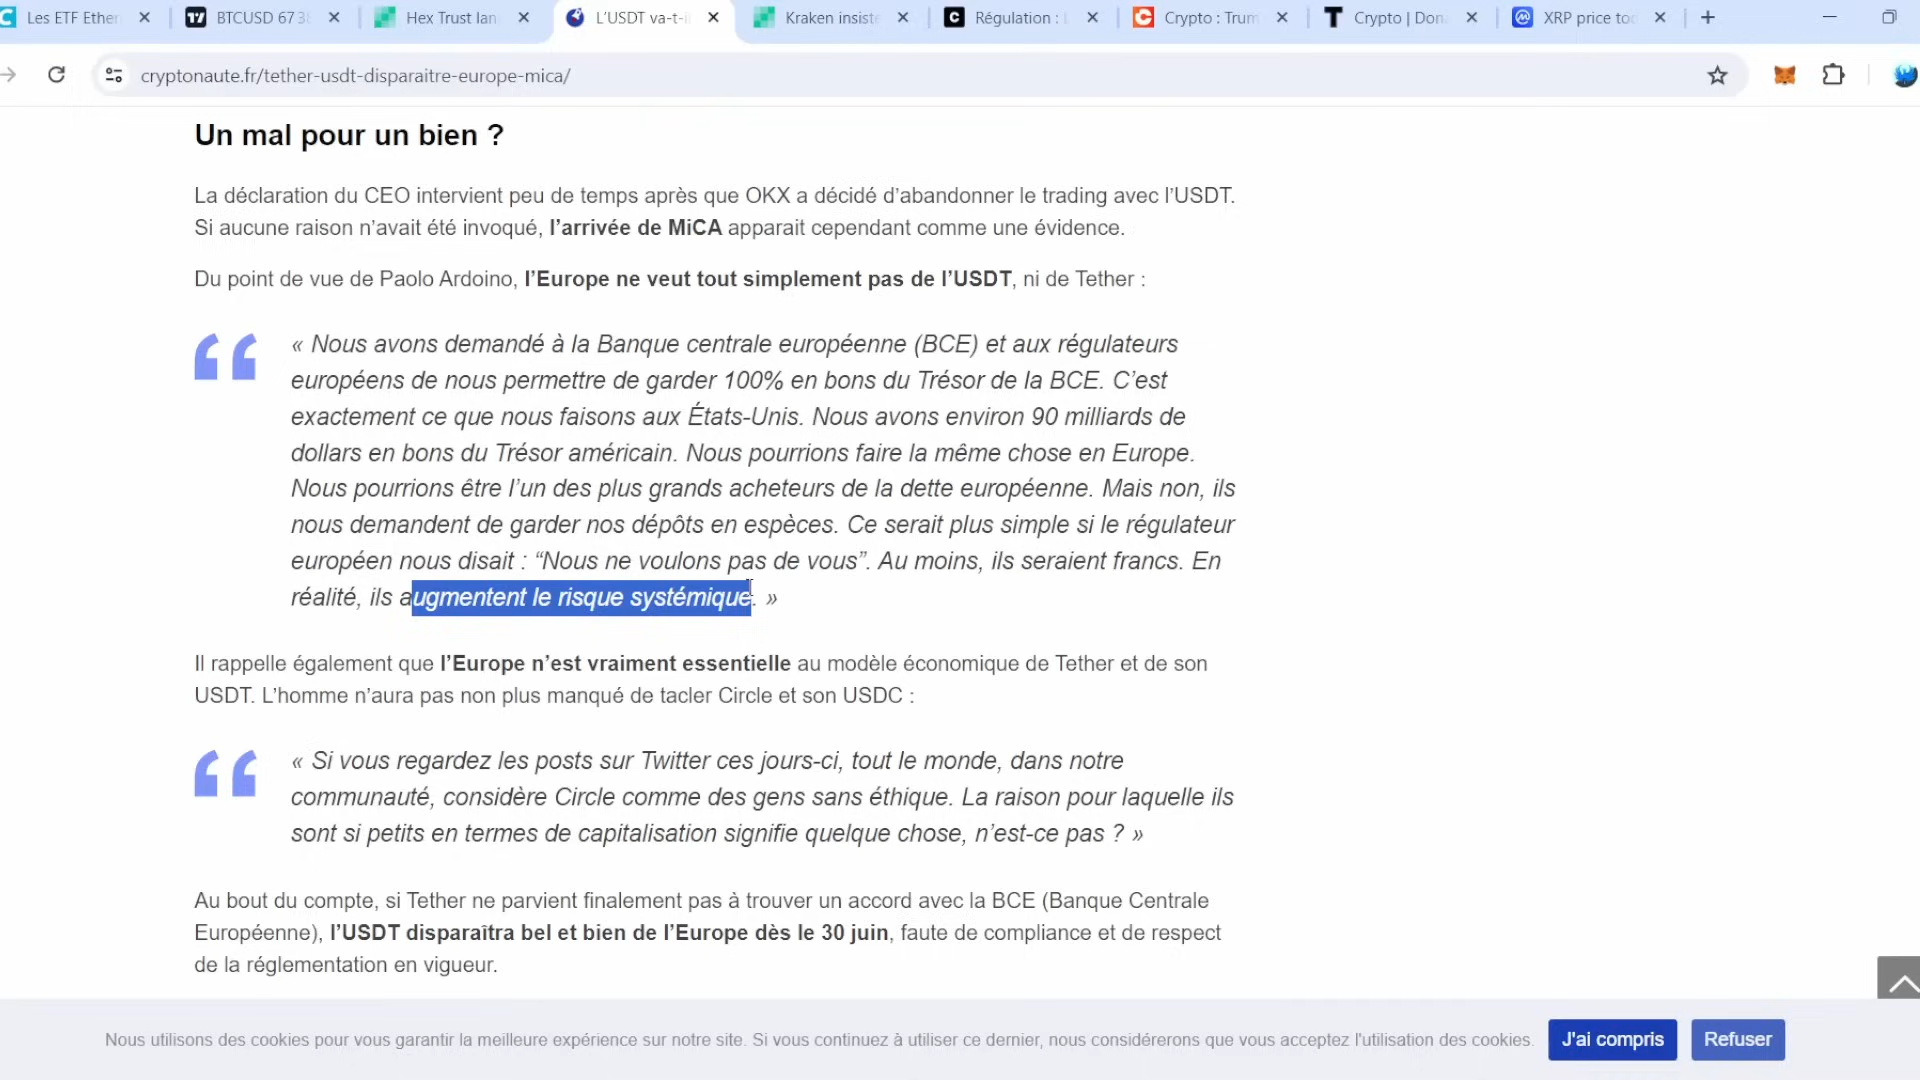 Les ETF Ether
BTCUSD 67 3
Hex Trust lan
L'USDT va-t-i
Kraken insiste
Régulation :
Crypto : Trum
Crypto | Dona
XRP price too
cryptonaute.fr/tether-usdt-disparaitre-europe-mica/
Un mal pour un bien ?
La déclaration du CEO intervient peu de temps après que OKX a décidé d'abandonner le trading avec l'USDT.
Si aucune raison n'avait été invoqué, l'arrivée de MiCA apparait cependant comme une évidence.
Du point de vue de Paolo Ardoino, l'Europe ne veut tout simplement pas de l'USDT, ni de Tether :
« Nous avons demandé à la Banque centrale européenne (BCE) et aux régulateurs
européens de nous permettre de garder 100% en bons du Trésor de la BCE. C'est
exactement ce que nous faisons aux États-Unis. Nous avons environ 90 milliards de
dollars en bons du Trésor américain. Nous pourrions faire la même chose en Europe.
Nous pourrions être l'un des plus grands acheteurs de la dette européenne. Mais non, ils
nous demandent de garder nos dépôts en espèces. Ce serait plus simple si le régulateur
européen nous disait : “Nous ne voulons pas de vous”. Au moins, ils seraient francs. En
réalité, ils augmentent le risque systémique. »
Il rappelle également que l'Europe n'est vraiment essentielle au modèle économique de Tether et de son
USDT. L'homme n'aura pas non plus manqué de tacler Circle et son USDC :
« Si vous regardez les posts sur Twitter ces jours-ci, tout le monde, dans notre
communauté, considère Circle comme des gens sans éthique. La raison pour laquelle ils
sont si petits en termes de capitalisation signifie quelque chose, n'est-ce pas ? »
Au bout du compte, si Tether ne parvient finalement pas à trouver un accord avec la BCE (Banque Centrale
Européenne), l'USDT disparaîtra bel et bien de l'Europe dès le 30 juin, faute de compliance et de respect
de la réglementation en vigueur.
Nous utilisons des cookies pour vous garantir la meilleure expérience sur notre site. Si vous continuez à utiliser ce dernier, nous considérerons que vous acceptez l'utilisation des cookies.
J'ai compris
Refuser